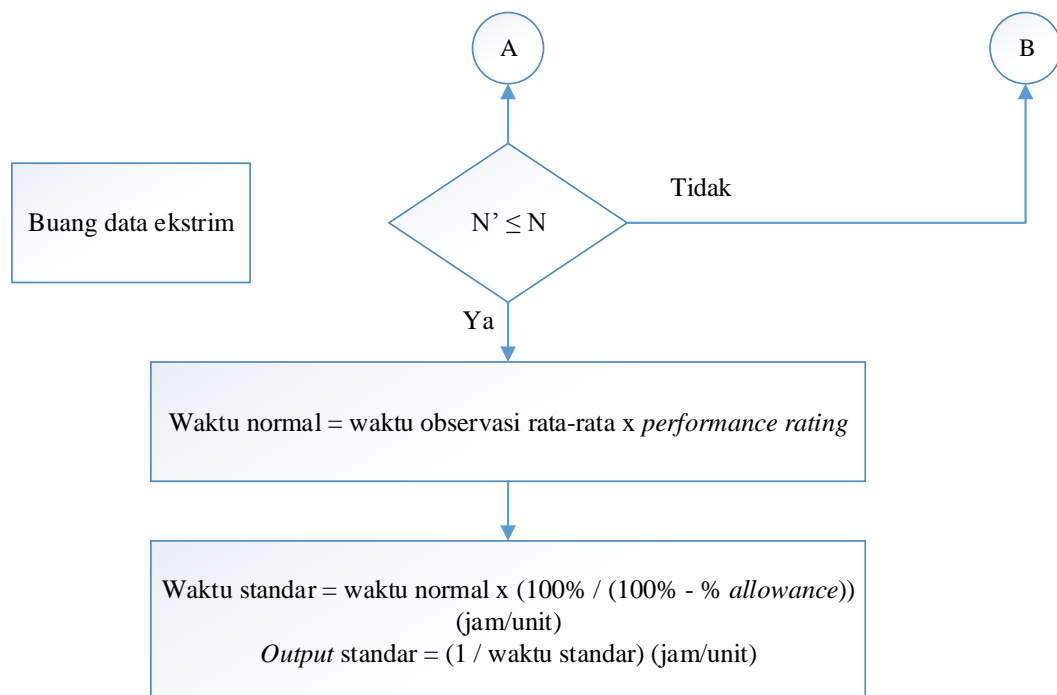 A
B
Tidak
Buang data ekstrim
N’ ≤ N
Ya
Waktu normal = waktu observasi rata-rata x performance rating
Waktu standar = waktu normal x (100% / (100% - % allowance))
(jam/unit)
Output standar = (1 / waktu standar) (jam/unit)